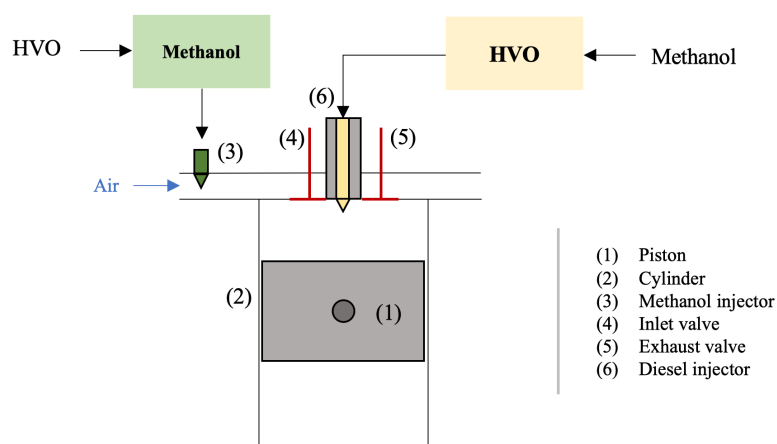 HVO
Methanol
HVO
Methanol
(6)
(4)
(5)
(3)
Air
(2)
(1)
(1) Piston
(2) Cylinder
(3) Methanol injector
(4) Inlet valve
(5) Exhaust valve
(6) Diesel injector